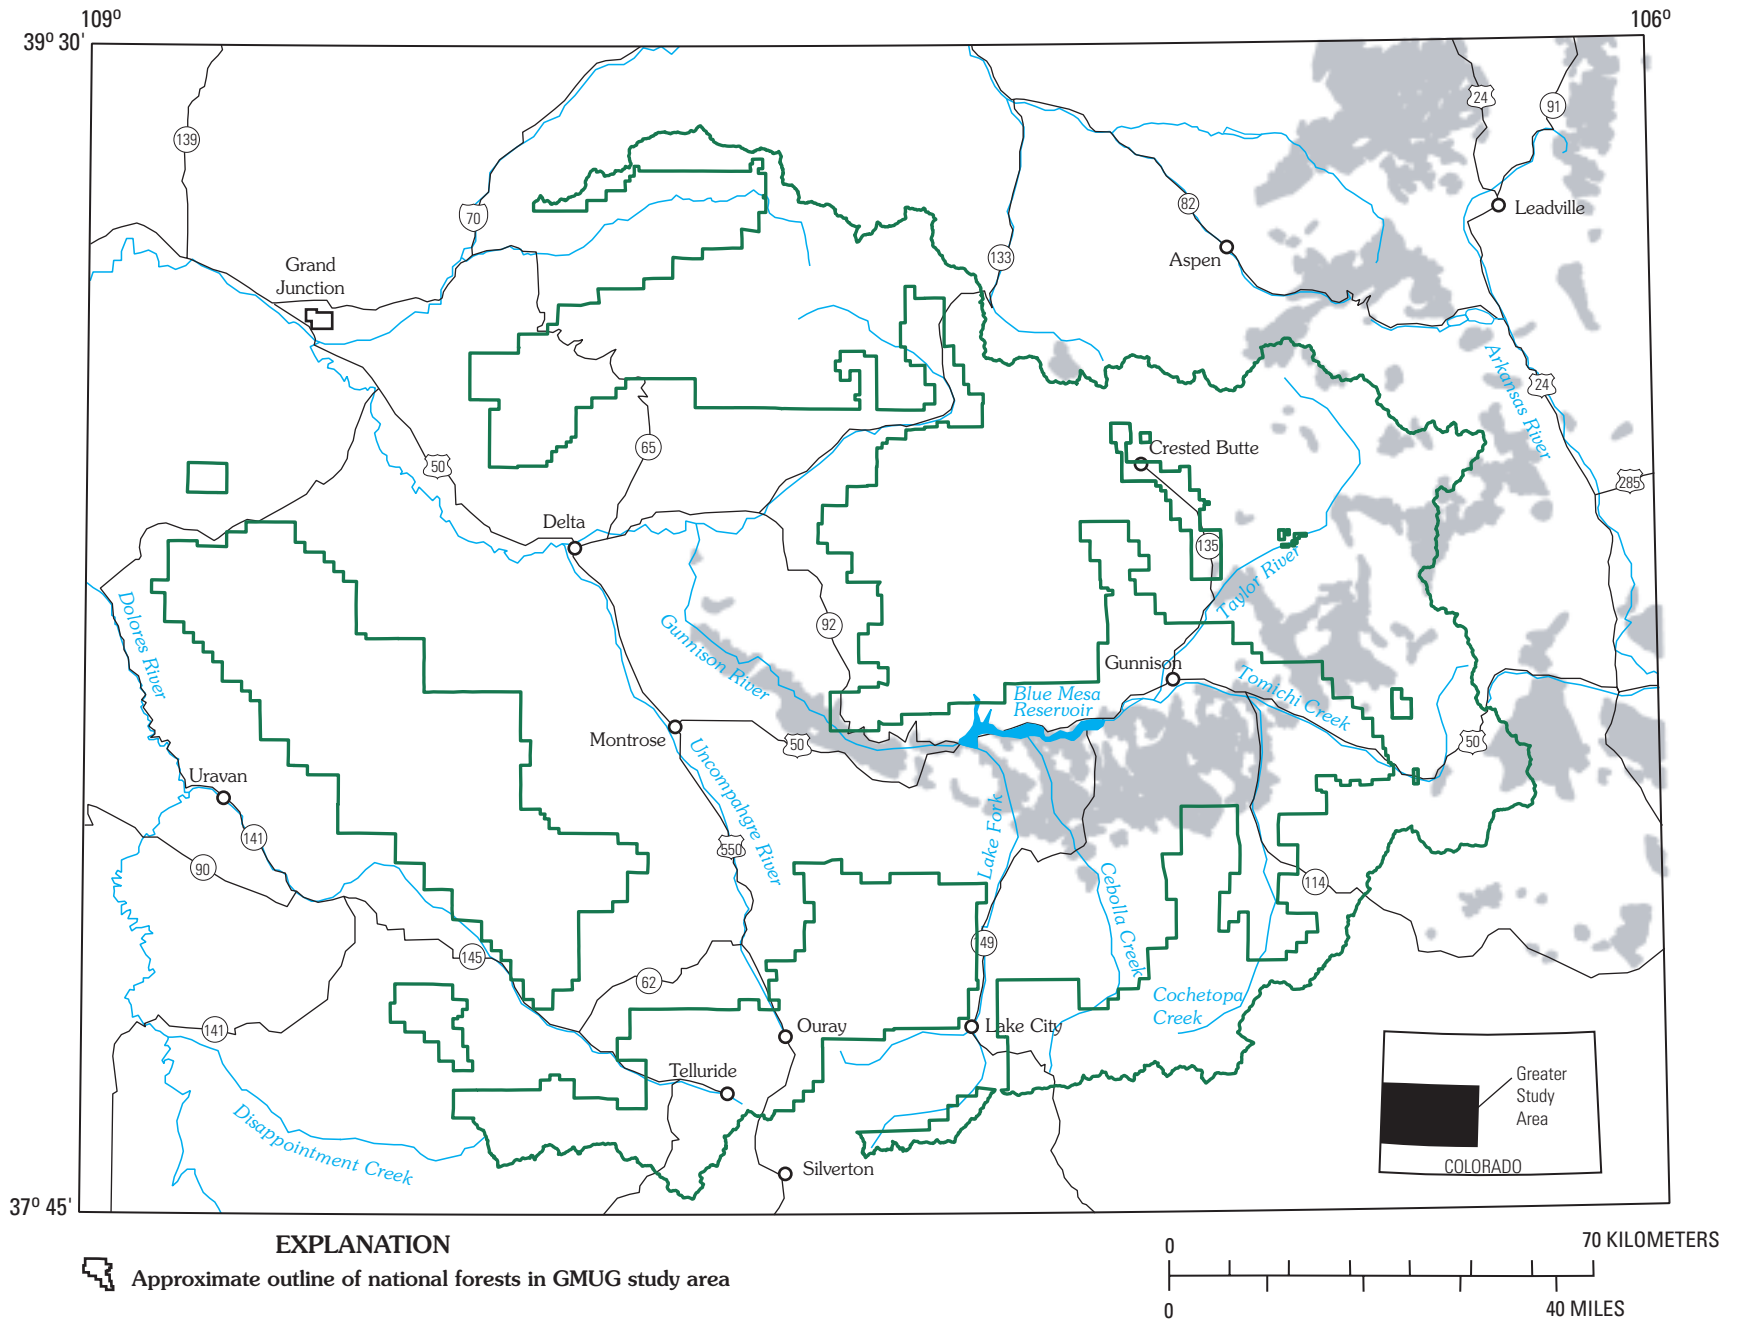 109°
106°
39° 30'
24
91
139
82
Leadville
70
Aspen
133
Grand
Junction
Arkansas River
24
Crested Butte
65
50
285
Delta
135
Taylor River
Dolores River
Gunnison River
92
Gunnison
Tomichi Creek
Blue Mesa
Reservoir
Montrose
50
50
Uncompahgre River
Uravan
Lake Fork
141
550
90
Cebolla Creek
114
149
145
62
Cochetopa
Creek
141
Ouray
Lake City
Telluride
Greater
Study
Area
Disappointment Creek
Silverton
COLORADO
37° 45'
EXPLANATION
Approximate outline of national forests in GMUG study area
0
70 KILOMETERS
0
40 MILES